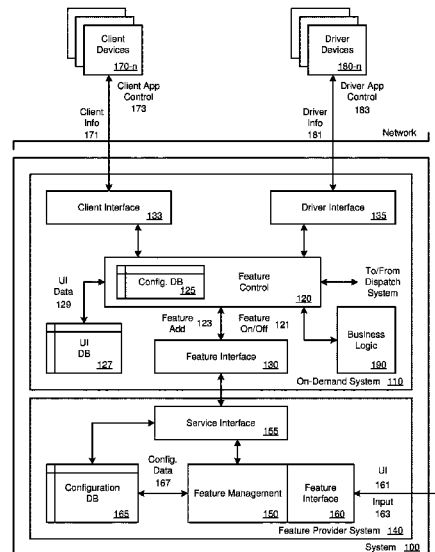 Client
Devices
170-n
Driver
Devices
180-n
Client App
Control
173
Driver App
Control
183
Client
Info
171
Driver
Info
181
Network
Client Interface
133
Driver Interface
135
Config. DB
125
Feature
Control
120
To/From
Dispatch
System
UI
Data
129
Feature
Add
123
Feature
On/Off
121
UI
DB
127
Feature Interface
130
Business
Logic
190
On-Demand System 110
Service Interface
155
Config.
Data
167
Configuration
DB
165
Feature Management
150
Feature
Interface
160
UI
161
Input
163
Feature Provider System 140
System 100